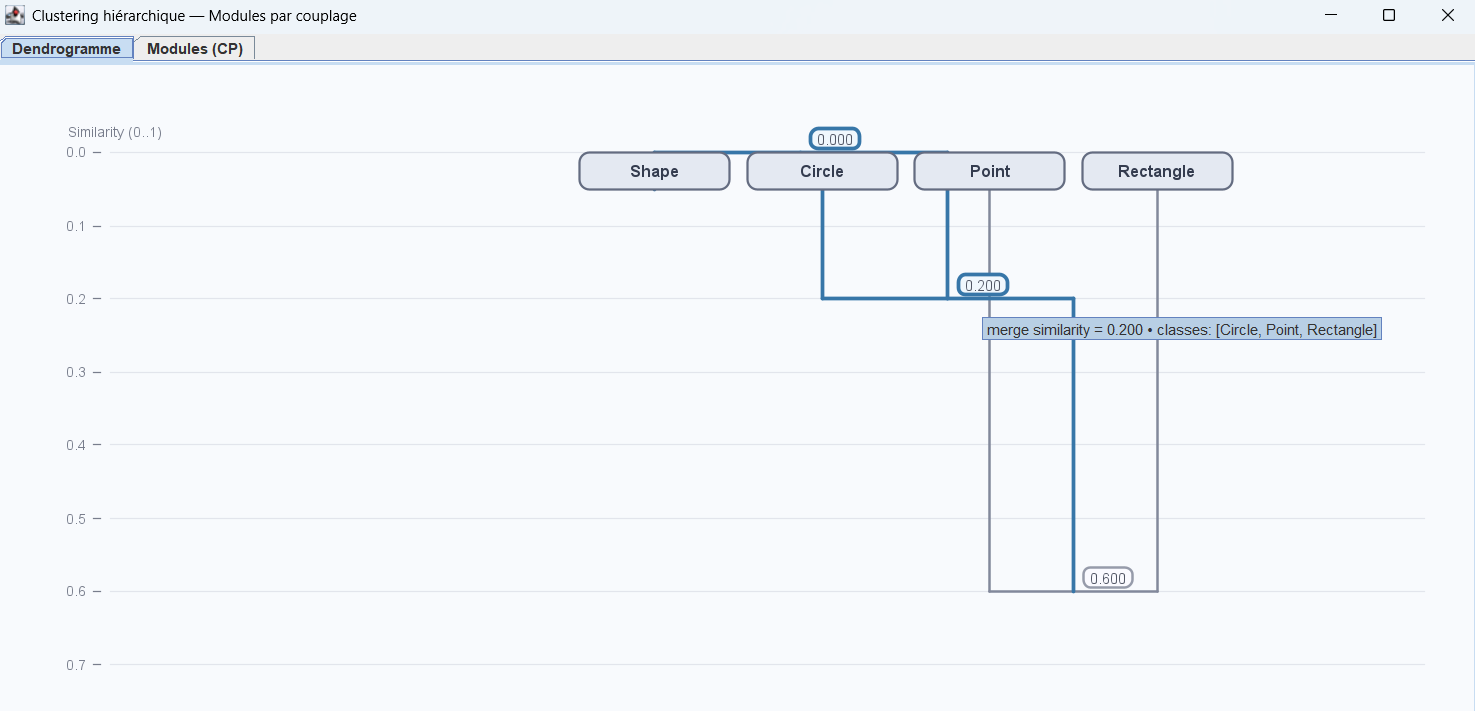 Clustering hiérarchique — Modules par couplage
Dendrogramme
Modules (CP)
Similarity (0..1)
0.000
0.0
Shape
Circle
Point
Rectangle
0.1
0.200
0.2
merge similarity = 0.200 • classes: [Circle, Point, Rectangle]
0.3
0.4
0.5
0.600
0.6
0.7